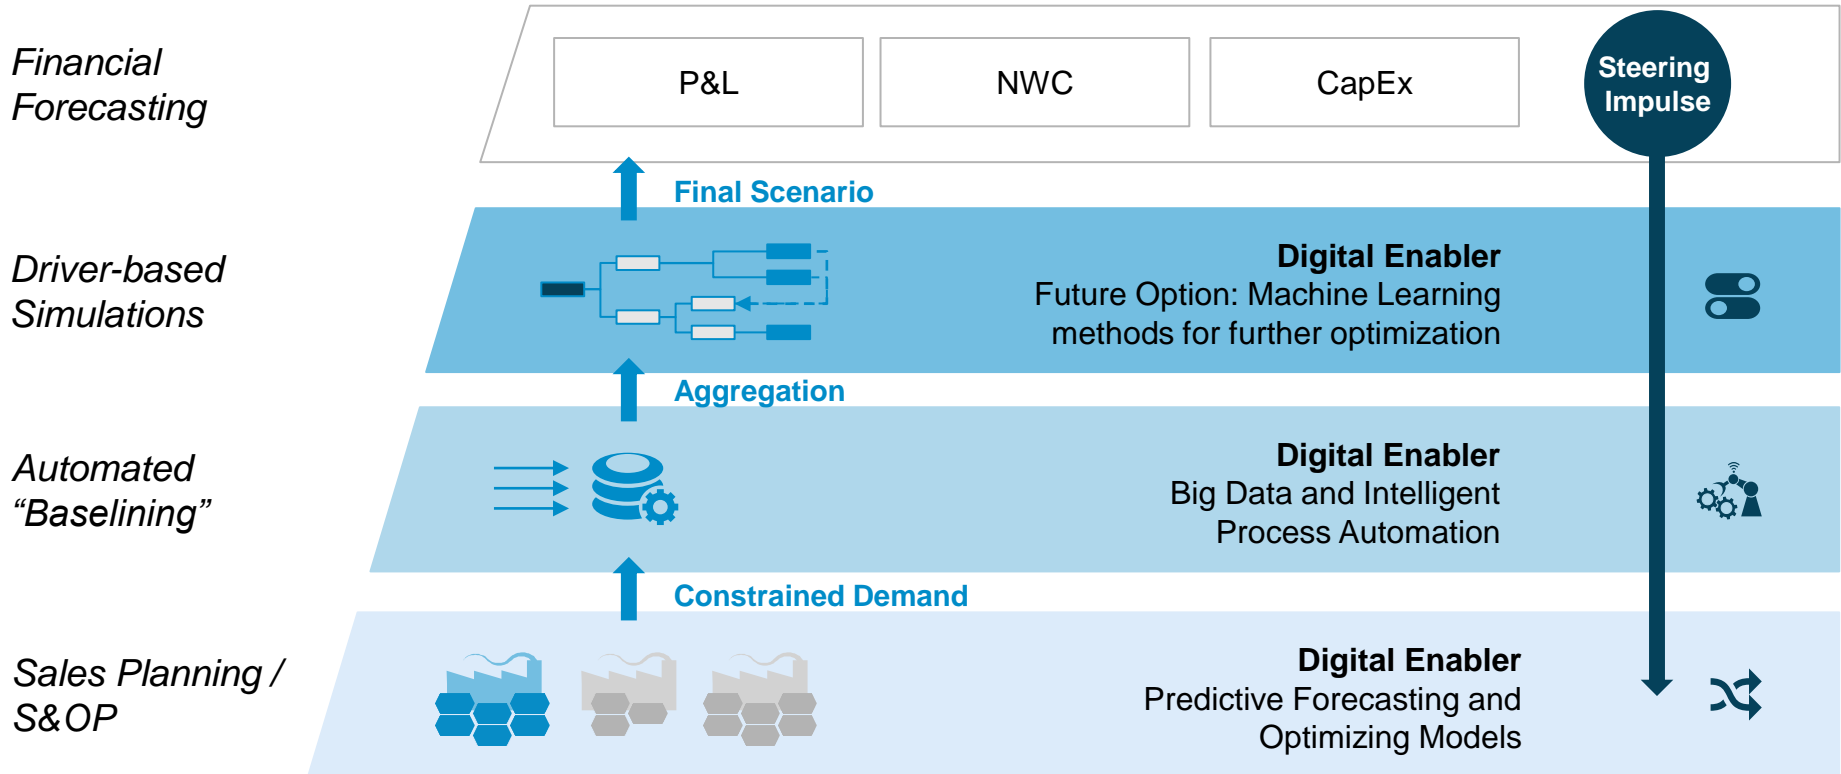 Financial
Forecasting
P&L
NWC
CapEx
Steering
Impulse
Final Scenario
Driver-based
Simulations
Digital Enabler
Future Option: Machine Learning
methods for further optimization
Aggregation
Automated
“Baselining”
Digital Enabler
Big Data and Intelligent
Process Automation
Constrained Demand
Sales Planning /
S&OP
Digital Enabler
Predictive Forecasting and
Optimizing Models